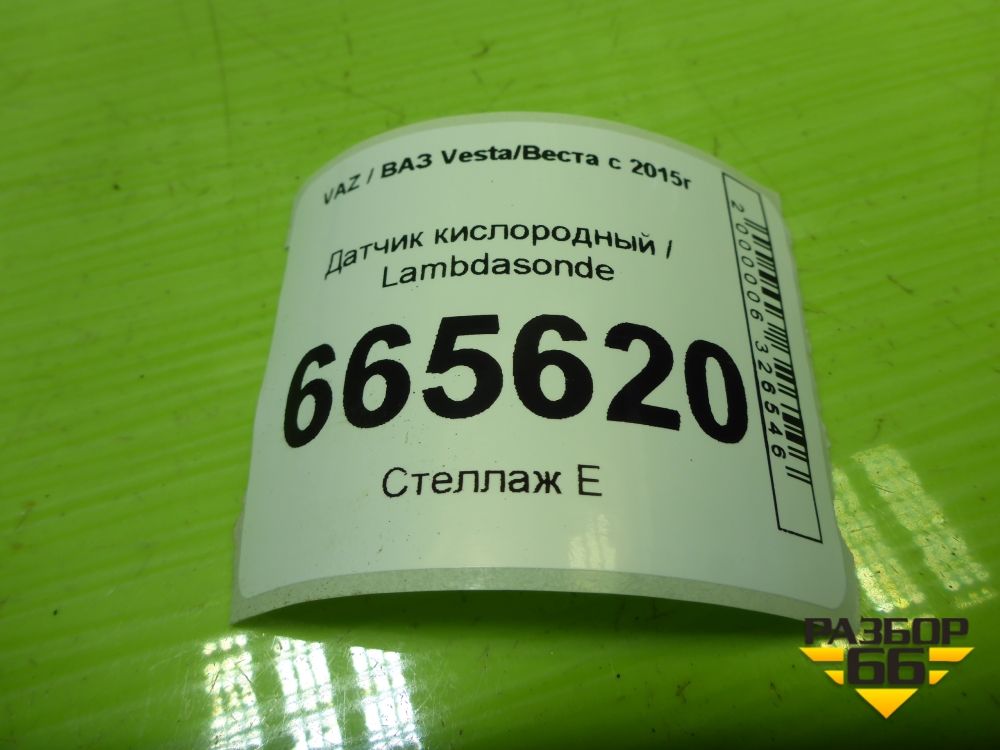 VAZ / ВАЗ Vesta/Веста с 2015г
Датчик кислородный /
Lambdasonde
665620
Стеллаж Е
2000006326546
РАЗБОР
66